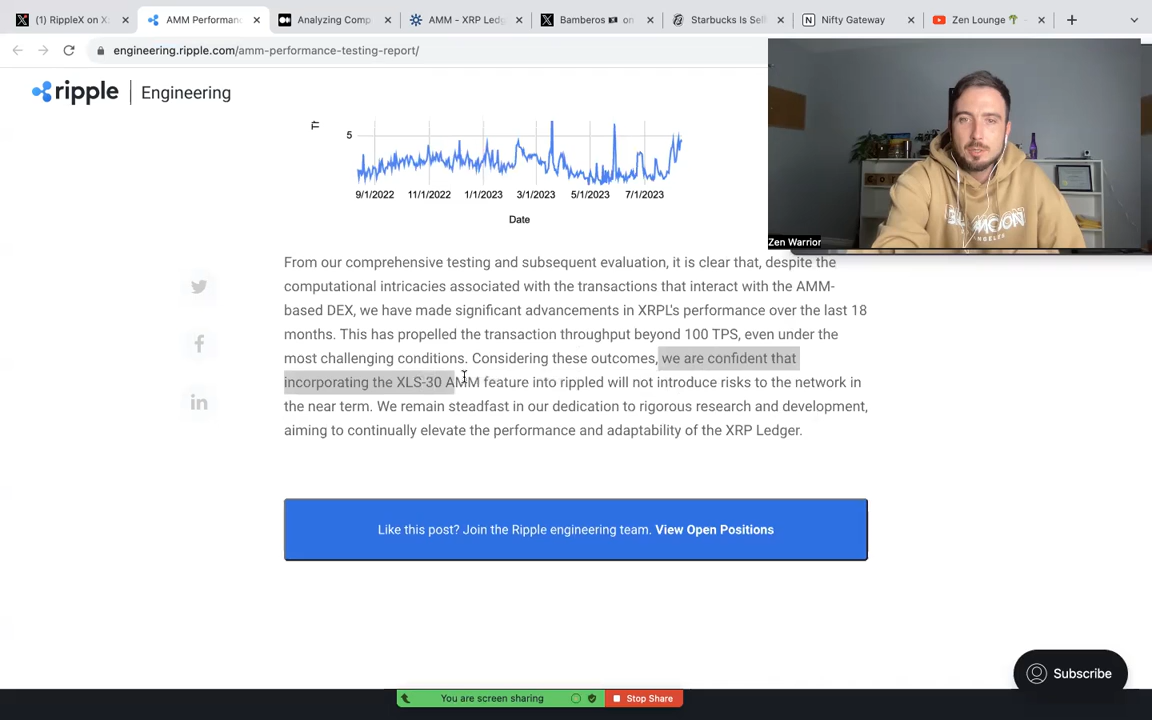 (1) RippleX on X
AMM Performanc
Analyzing Comp
AMM - XRP Ledg
Bamberos
on
Starbucks Is Sel
Nifty Gateway
Zen Lounge
engineering.ripple.com/amm-performance-testing-report/
ripple | Engineering
5
9/1/2022 11/1/2022 1/1/2023 3/1/2023 5/1/2023 7/1/2023
Date
Zen Warrior
From our comprehensive testing and subsequent evaluation, it is clear that, despite the
computational intricacies associated with the transactions that interact with the AMM-
based DEX, we have made significant advancements in XRPL's performance over the last 18
months. This has propelled the transaction throughput beyond 100 TPS, even under the
most challenging conditions. Considering these outcomes, we are confident that
incorporating the XLS-30 AMM feature into rippled will not introduce risks to the network in
the near term. We remain steadfast in our dedication to rigorous research and development,
aiming to continually elevate the performance and adaptability of the XRP Ledger.
Like this post? Join the Ripple engineering team. View Open Positions
Subscribe
You are screen sharing
Stop Share